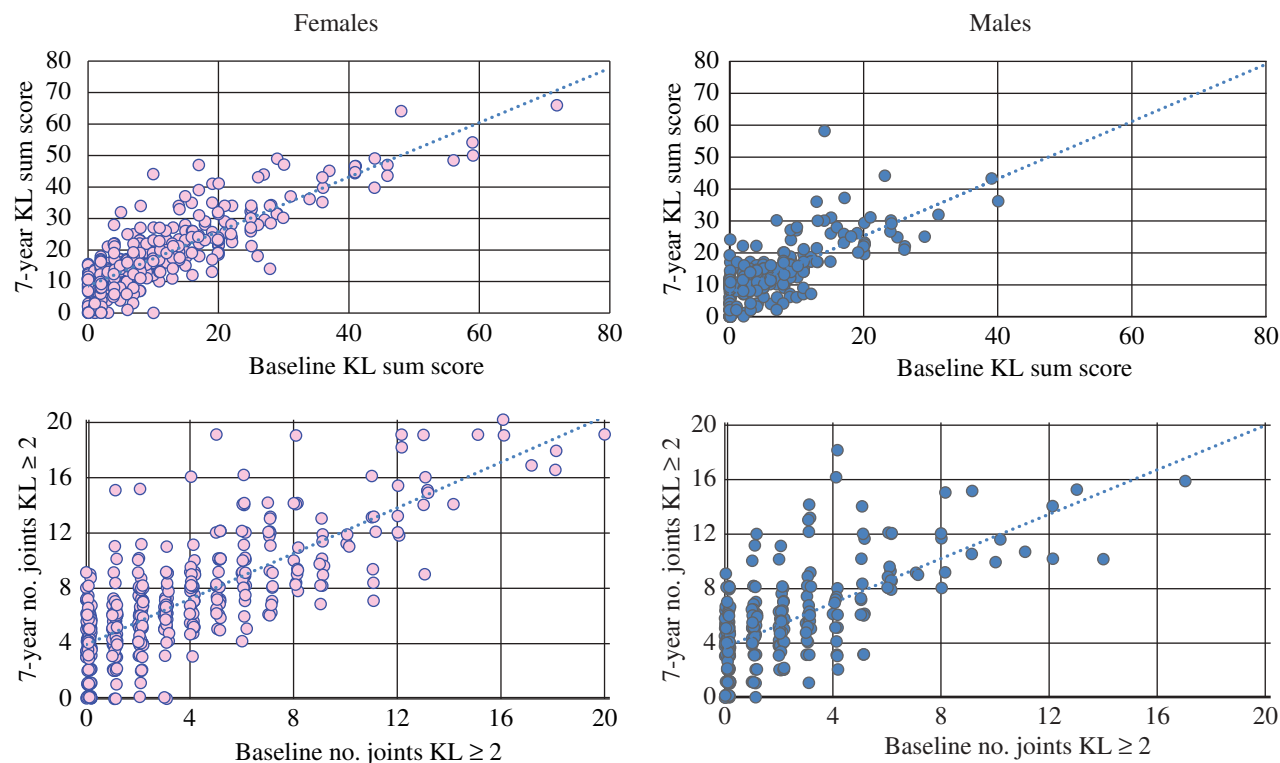 Females
80
70
60
50
40
30
20
10
0
7-year KL sum score
0 20 40 60 80
Baseline KL sum score
Males
80
70
60
50
40
30
20
10
0
7-year KL sum score
0 20 40 60 80
Baseline KL sum score
20
16
12
8
4
0
7-year no. joints KL ≥ 2
0 4 8 12 16 20
Baseline no. joints KL ≥ 2
20
16
12
8
4
0
7-year no. joints KL ≥ 2
0 4 8 12 16 20
Baseline no. joints KL ≥ 2